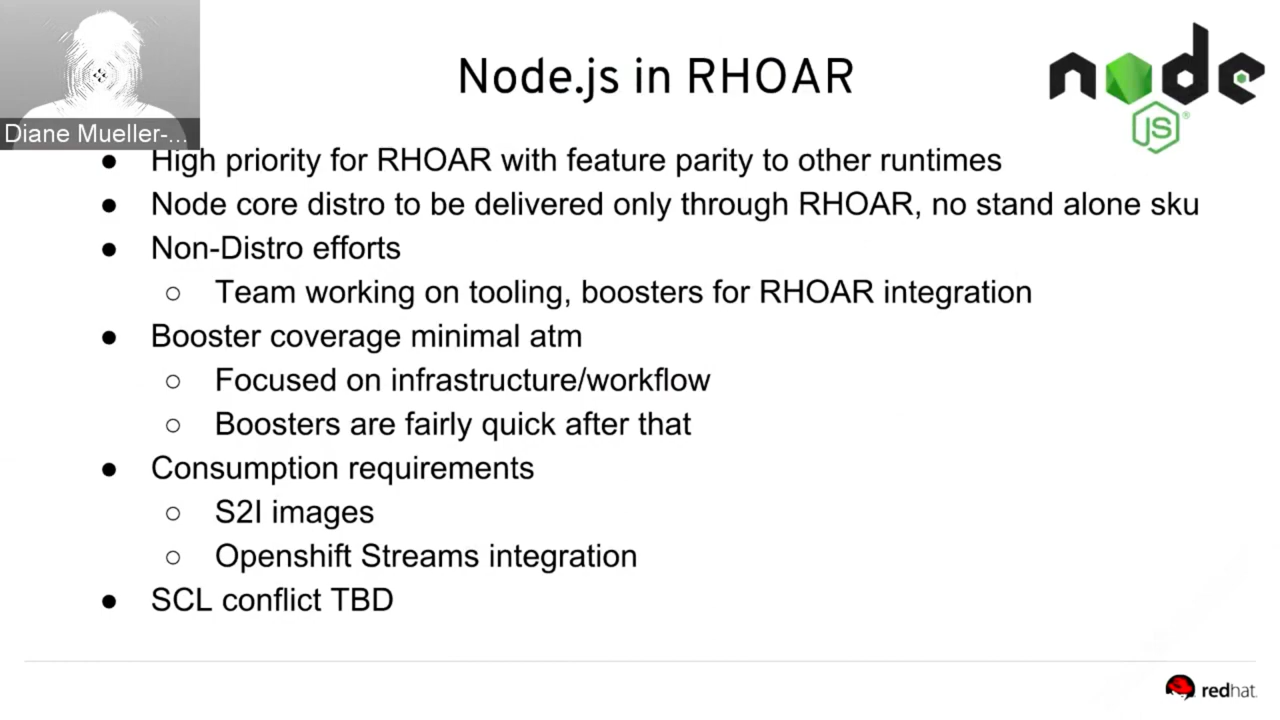 Node.js in RHOAR
node
JS
Diane Mueller-...
● High priority for RHOAR with feature parity to other runtimes
● Node core distro to be delivered only through RHOAR, no stand alone sku
● Non-Distro efforts
○ Team working on tooling, boosters for RHOAR integration
● Booster coverage minimal atm
○ Focused on infrastructure/workflow
○ Boosters are fairly quick after that
● Consumption requirements
○ S2I images
○ Openshift Streams integration
● SCL conflict TBD
redhat.